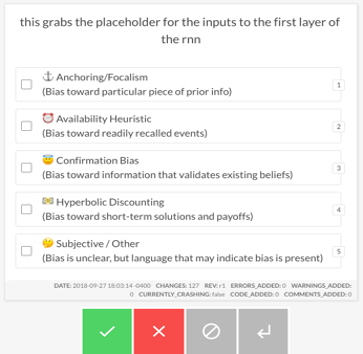 this grabs the placeholder for the inputs to the first layer of
the rnn
Anchoring/Focalism
(Bias toward particular piece of prior info)
1
Availability Heuristic
(Bias toward readily recalled events)
2
Confirmation Bias
(Bias toward information that validates existing beliefs)
3
Hyperbolic Discounting
(Bias toward short-term solutions and payoffs)
4
Subjective / Other
(Bias is unclear, but language that may indicate bias is present)
5
DATE: 2018-09-27 18:03:14 -0400 CHANGES: 127 REV: r1 ERRORS_ADDED: 0 WARNINGS_ADDED:
0 CURRENTLY_CRASHING: false CODE_ADDED: 0 COMMENTS_ADDED: 0